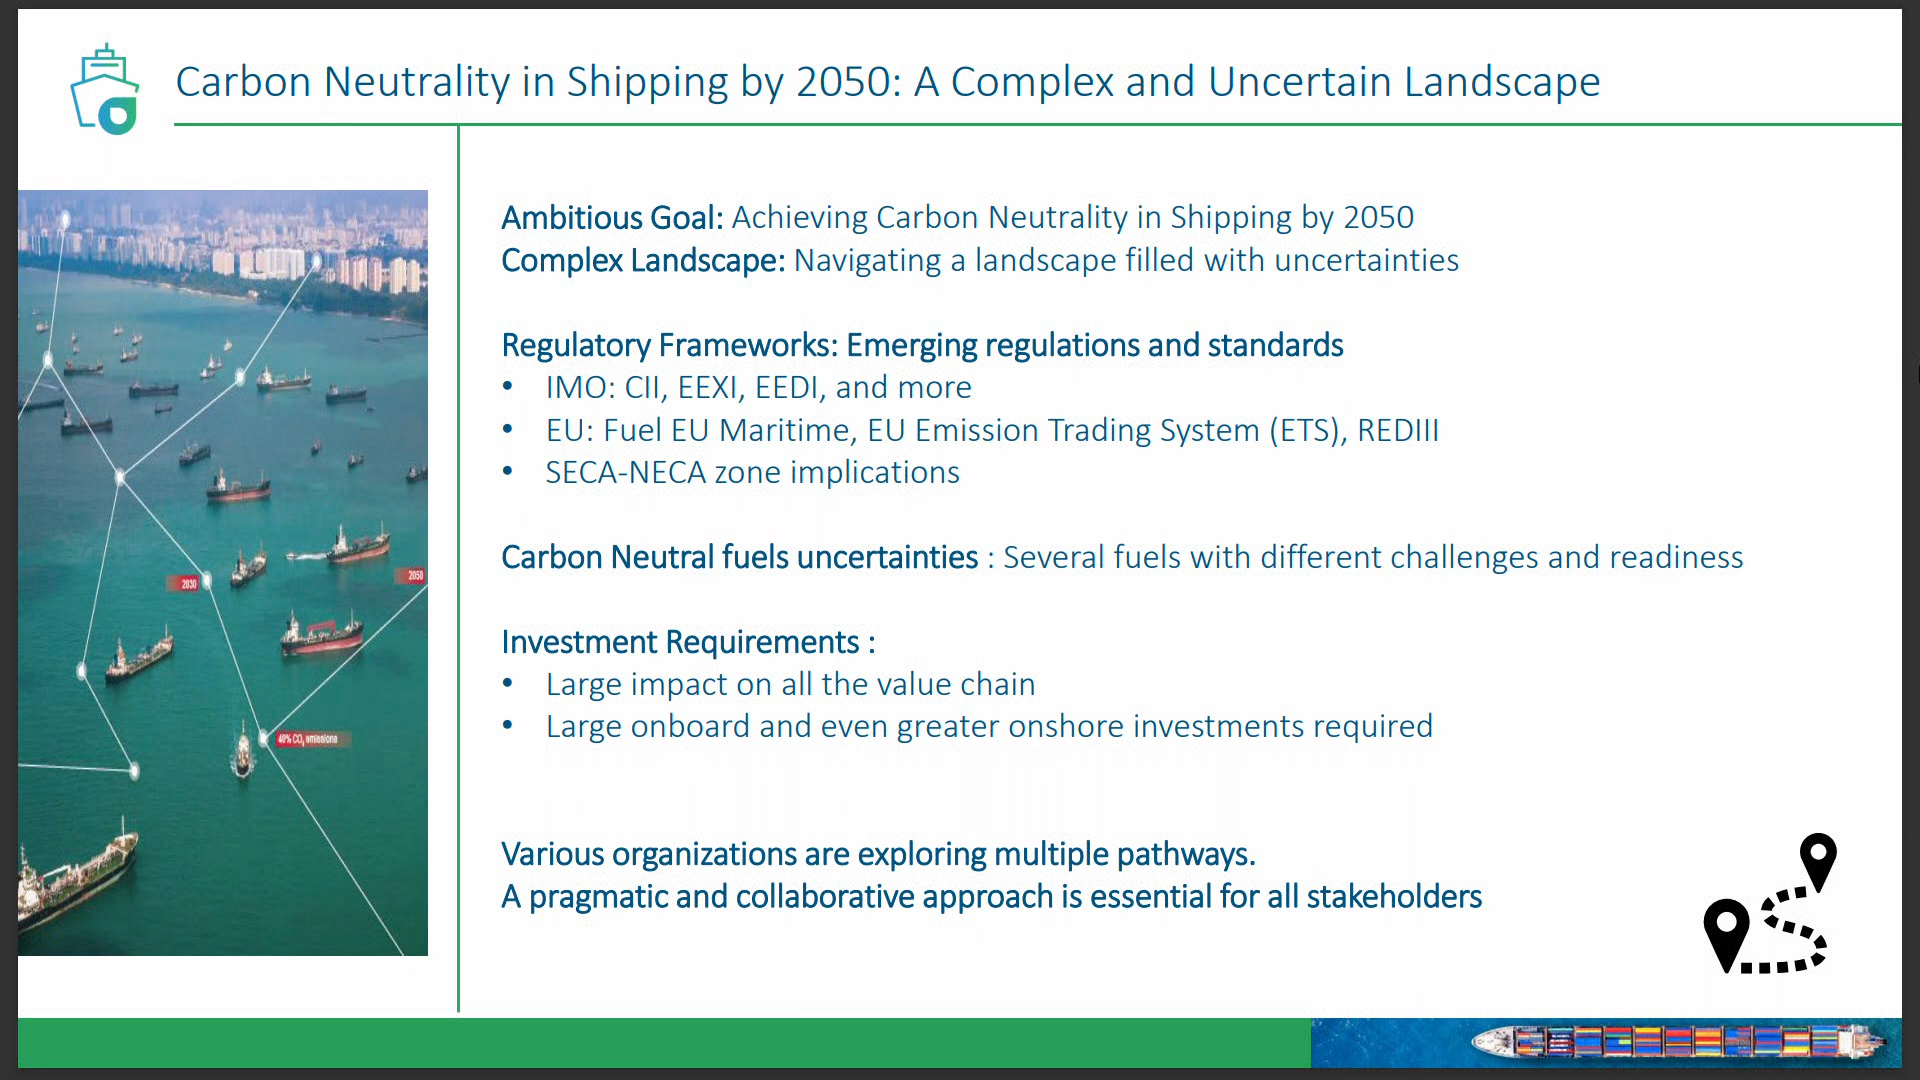 Carbon Neutrality in Shipping by 2050: A Complex and Uncertain Landscape
Ambitious Goal: Achieving Carbon Neutrality in Shipping by 2050
Complex Landscape: Navigating a landscape filled with uncertainties
Regulatory Frameworks: Emerging regulations and standards
• IMO: CII, EEXI, EEDI, and more
• EU: Fuel EU Maritime, EU Emission Trading System (ETS), REDIII
• SECA-NECA zone implications
Carbon Neutral fuels uncertainties : Several fuels with different challenges and readiness
Investment Requirements :
• Large impact on all the value chain
• Large onboard and even greater onshore investments required
Various organizations are exploring multiple pathways.
A pragmatic and collaborative approach is essential for all stakeholders
2030
2050
40% CO₂ emissions